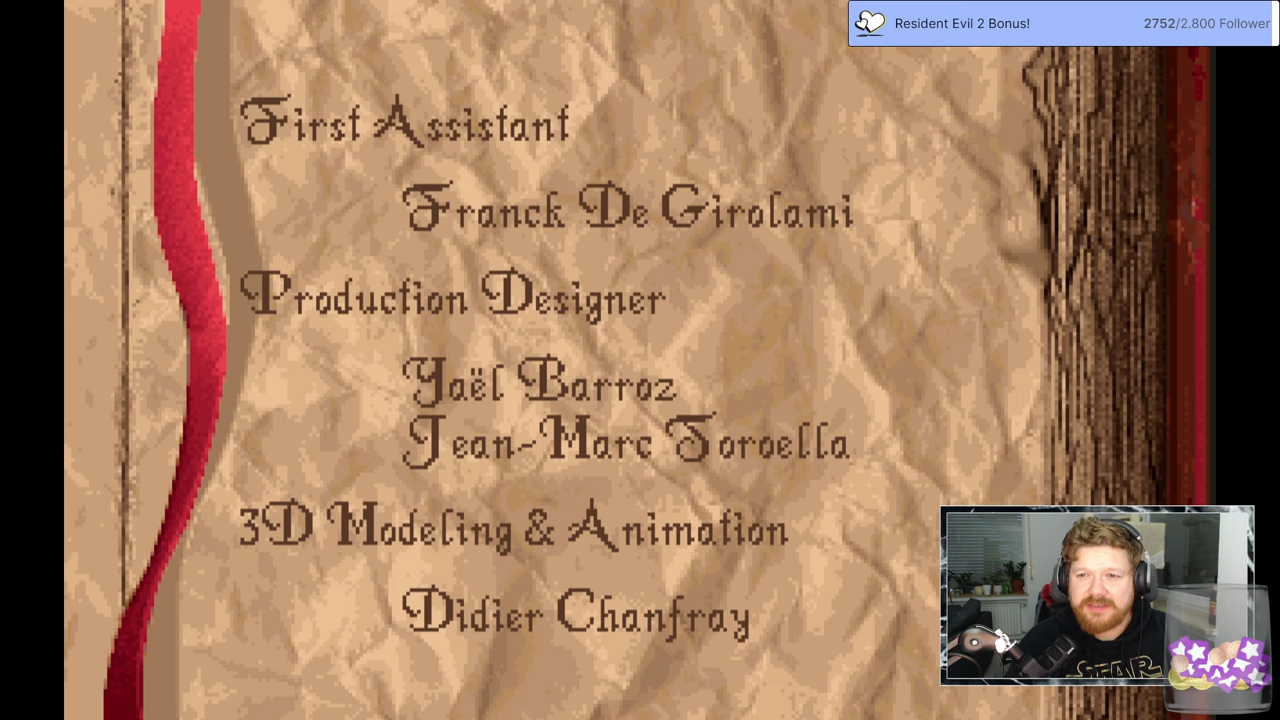 Resident Evil 2 Bonus!
2752/2.800 Follower
First Assistant
Franck De Girolami
Production Designer
Yaël Barroz
Jean-Marc Toroella
3D Modeling & Animation
Didier Chanfray